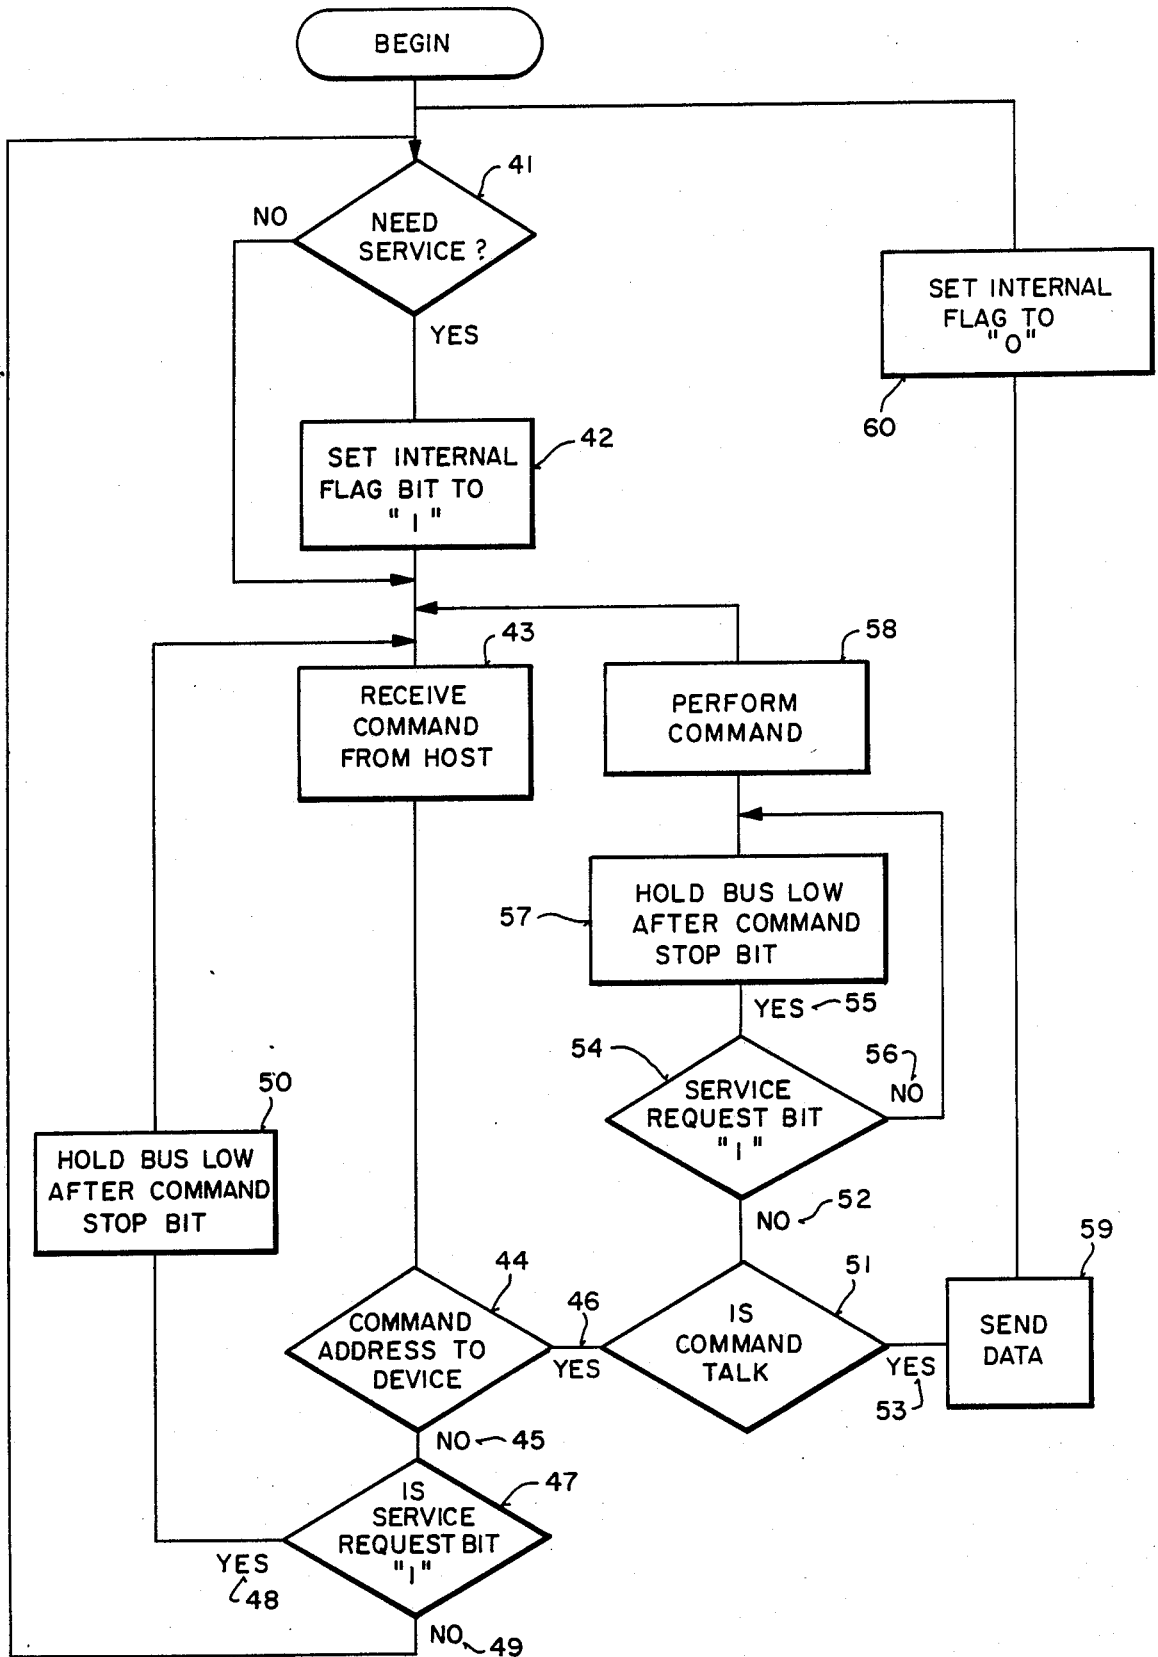 BEGIN
41
NO
NEED
SERVICE ?
YES
SET INTERNAL
FLAG TO
"0"
60
42
SET INTERNAL
FLAG BIT TO
"1"
43
58
RECEIVE
COMMAND
FROM HOST
PERFORM
COMMAND
57
HOLD BUS LOW
AFTER COMMAND
STOP BIT
YES 55
54
56
NO
SERVICE
REQUEST BIT
"1"
50
HOLD BUS LOW
AFTER COMMAND
STOP BIT
NO 52
59
44
COMMAND
ADDRESS TO
DEVICE
46
YES
51
IS
COMMAND
TALK
YES
53
SEND
DATA
NO 45
47
IS
SERVICE
REQUEST BIT
"1"
YES
48
NO 49